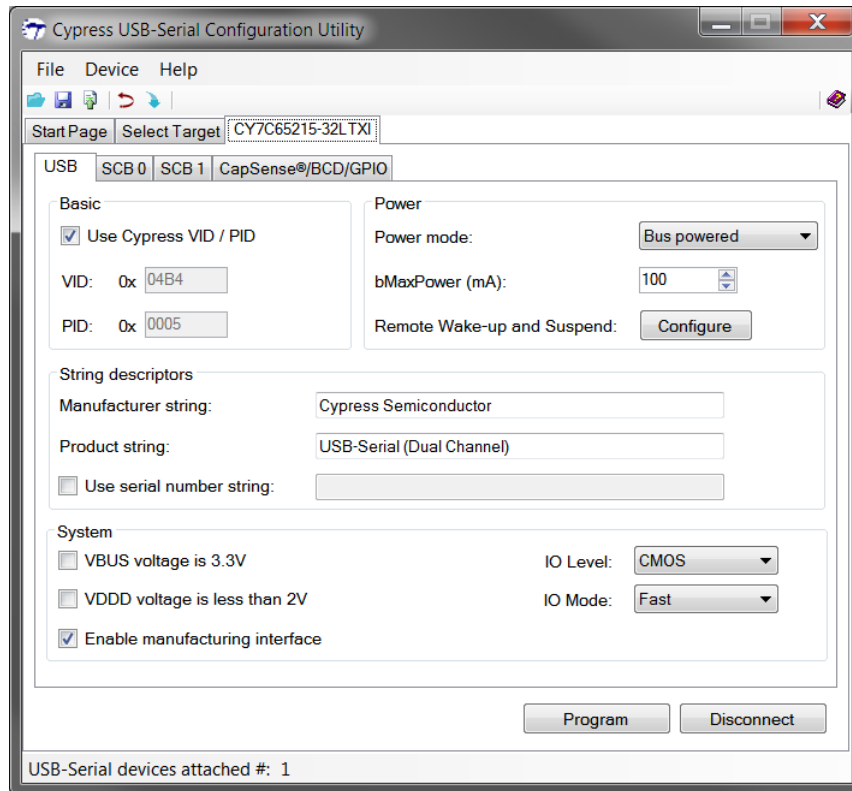 Cypress USB-Serial Configuration Utility
File Device Help
Start Page Select Target CY7C65215-32LTXI
USB SCB 0 SCB 1 CapSense®/BCD/GPIO
Basic
Use Cypress VID / PID
VID: 0x 04B4
PID: 0x 0005
Power
Power mode: Bus powered
bMaxPower (mA): 100
Remote Wake-up and Suspend: Configure
String descriptors
Manufacturer string: Cypress Semiconductor
Product string: USB-Serial (Dual Channel)
Use serial number string:
System
VBUS voltage is 3.3V IO Level: CMOS
VDDD voltage is less than 2V IO Mode: Fast
Enable manufacturing interface
Program Disconnect
USB-Serial devices attached #: 1